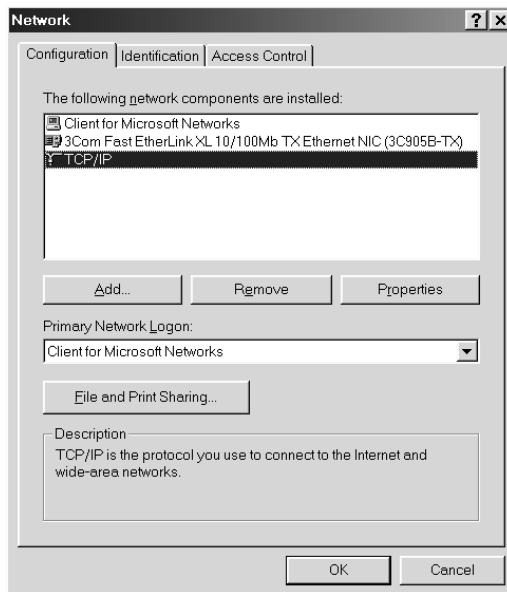 Network
Configuration Identification Access Control
The following network components are installed:
Client for Microsoft Networks
3Com Fast EtherLink XL 10/100Mb TX Ethernet NIC (3C905B-TX)
TCP/IP
Add... Remove Properties
Primary Network Logon:
Client for Microsoft Networks
File and Print Sharing...
Description
TCP/IP is the protocol you use to connect to the Internet and
wide-area networks.
OK Cancel